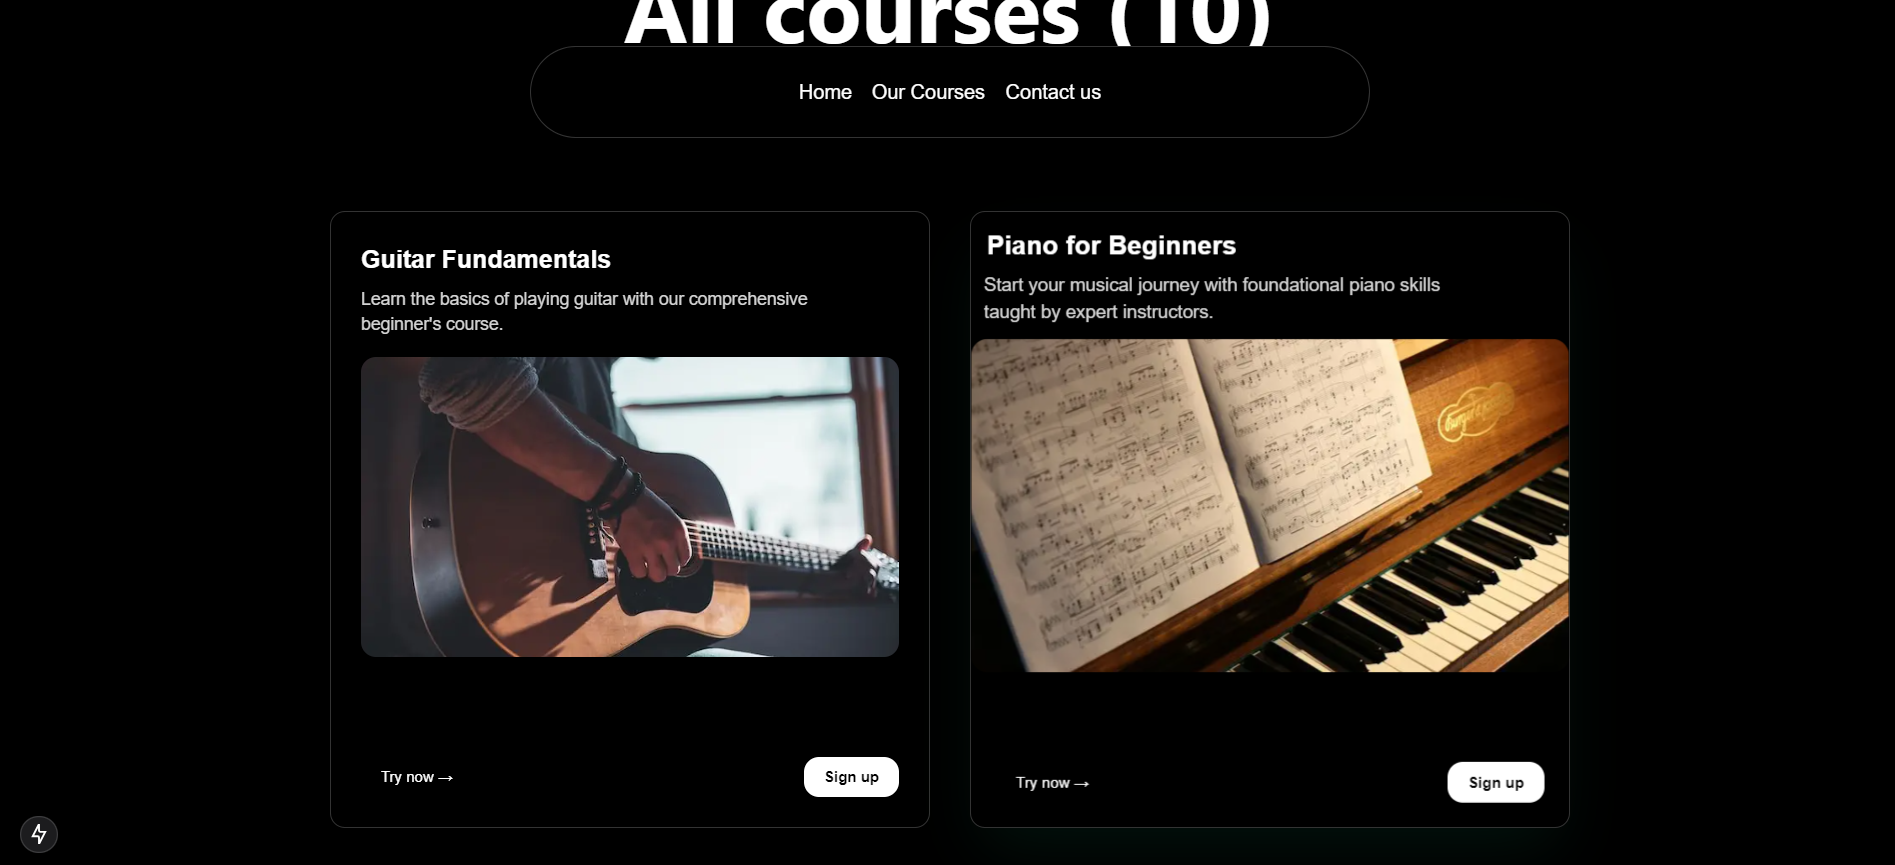 All courses (10)
Home Our Courses Contact us
Guitar Fundamentals
Learn the basics of playing guitar with our comprehensive
beginner's course.
Try now →
Sign up
Piano for Beginners
Start your musical journey with foundational piano skills
taught by expert instructors.
Try now →
Sign up